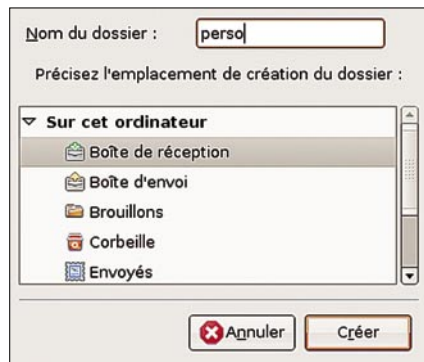 Nom du dossier : perso
Précisez l'emplacement de création du dossier :
Sur cet ordinateur
Boîte de réception
Boîte d'envoi
Brouillons
Corbeille
Envoyés
Annuler Créer